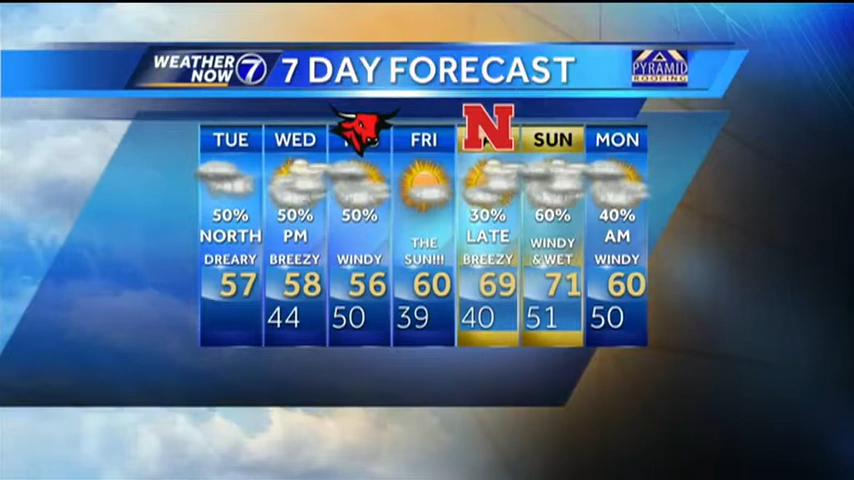 WEATHER NOW 7
7 DAY FORECAST
PYRAMID
ROOFING
TUE WED FRI SUN MON
N
50% 50% 50% 30% 60% 40%
NORTH PM THE SUN!!! LATE WINDY & WET AM
DREARY BREEZY WINDY BREEZY WINDY
57 58 56 60 69 71 60
44 50 39 40 51 50